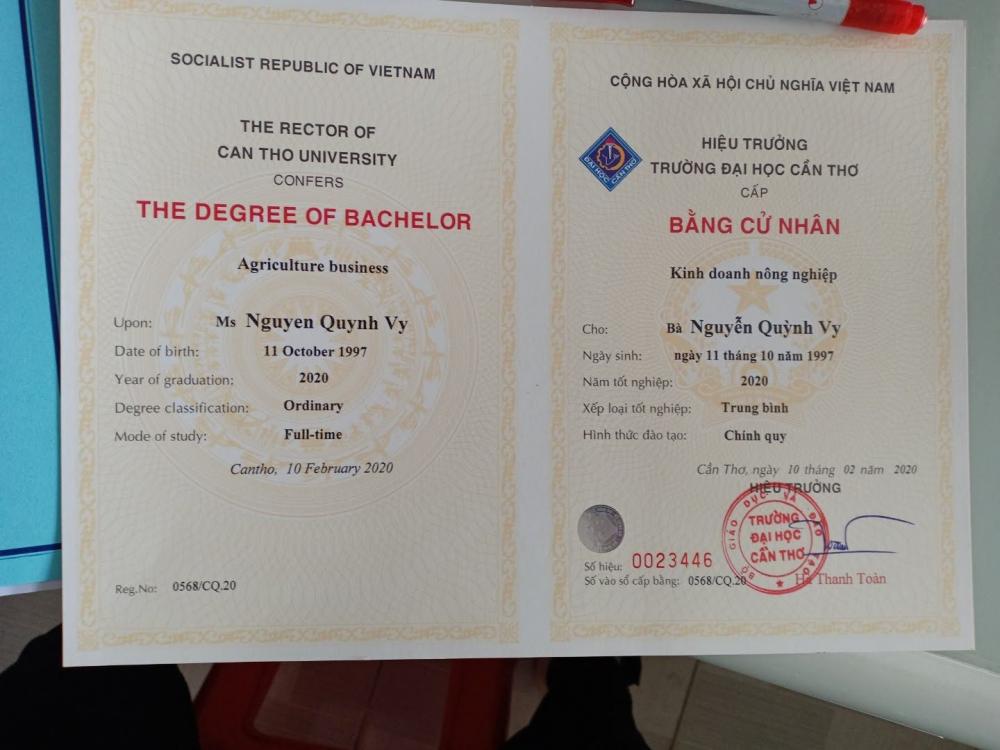 SOCIALIST REPUBLIC OF VIETNAM
THE RECTOR OF
CAN THO UNIVERSITY
CONFERS
THE DEGREE OF BACHELOR
Agriculture business
Upon: Ms Nguyen Quynh Vy
Date of birth: 11 October 1997
Year of graduation: 2020
Degree classification: Ordinary
Mode of study: Full-time
Cantho, 10 February 2020
Reg.No: 0568/CQ.20
CỘNG HÒA XÃ HỘI CHỦ NGHĨA VIỆT NAM
ĐẠI HỌC CẦN THƠ
HIỆU TRƯỞNG
TRƯỜNG ĐẠI HỌC CẦN THƠ
CẤP
BẰNG CỬ NHÂN
Kinh doanh nông nghiệp
Cho: Bà Nguyễn Quỳnh Vy
Ngày sinh: ngày 11 tháng 10 năm 1997
Năm tốt nghiệp: 2020
Xếp loại tốt nghiệp: Trung bình
Hình thức đào tạo: Chính quy
Cần Thơ, ngày 10 tháng 02 năm 2020
HIỆU TRƯỞNG
BỘ GIÁO DỤC VÀ ĐÀO TẠO
TRƯỜNG
ĐẠI HỌC
CẦN THƠ
Số hiệu: 0023446
Số vào sổ cấp bằng: 0568/CQ.20
Hà Thanh Toàn